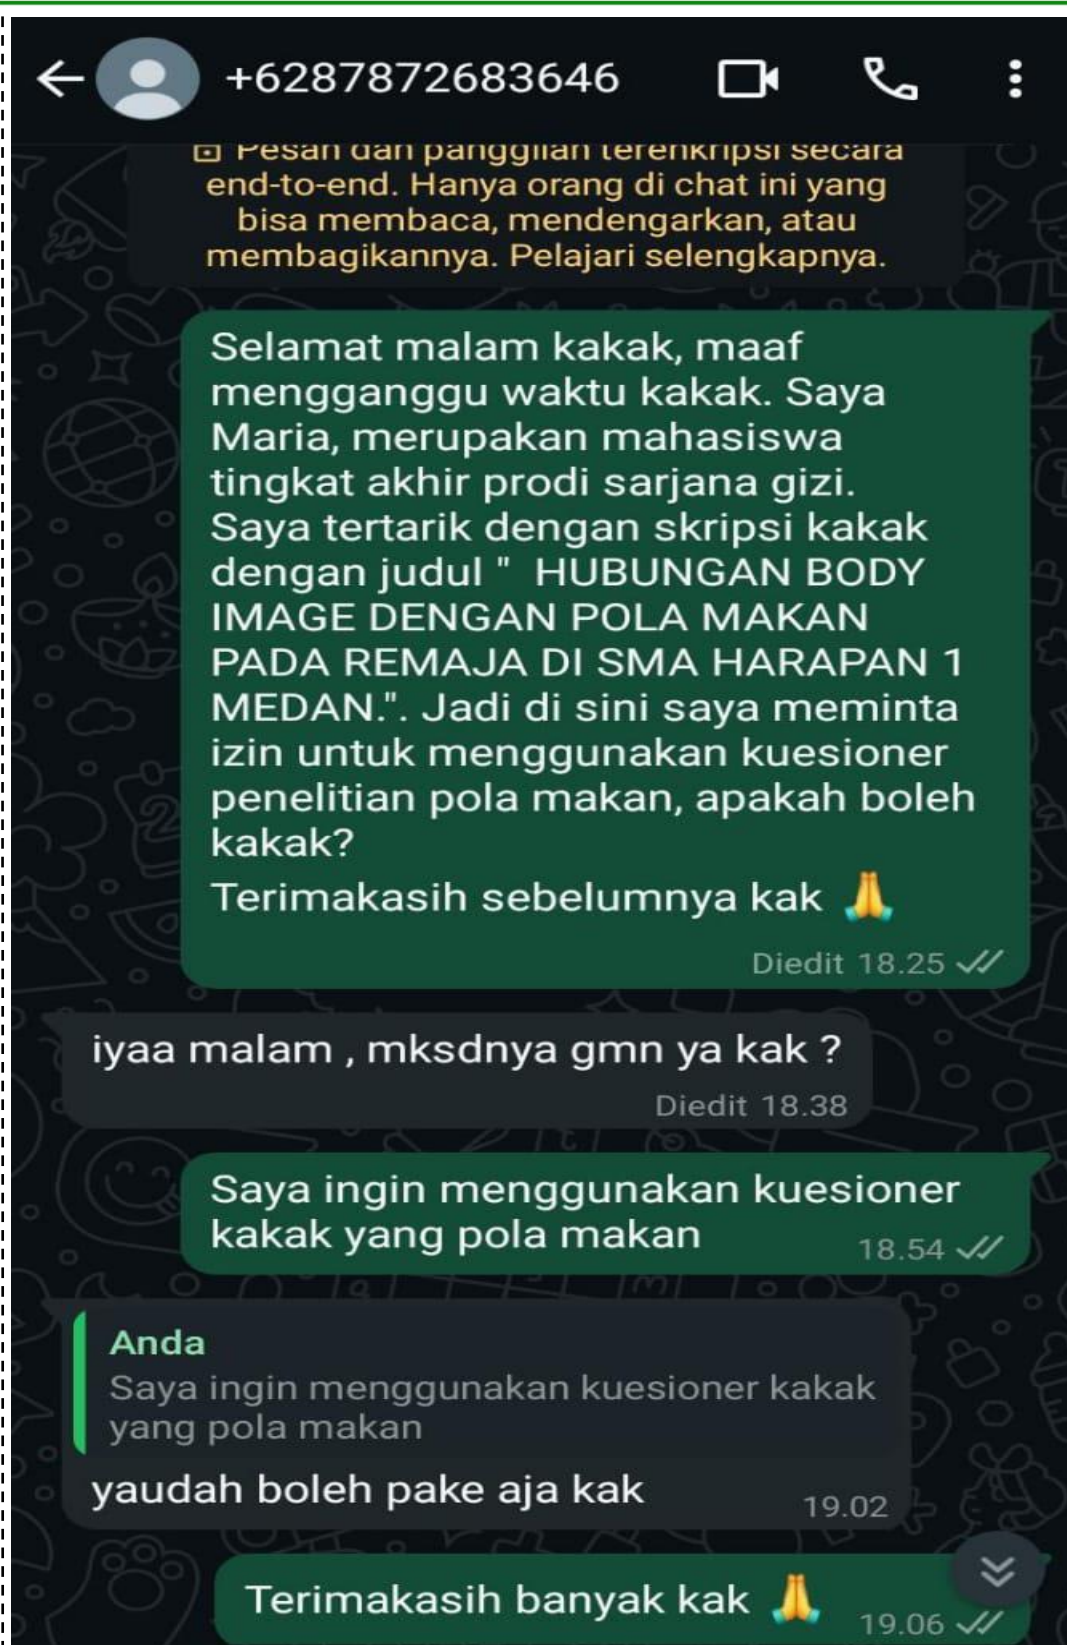 +6287872683646
Pesan dan panggilan terenkripsi secara
end-to-end. Hanya orang di chat ini yang
bisa membaca, mendengarkan, atau
membagikannya. Pelajari selengkapnya.
Selamat malam kakak, maaf
mengganggu waktu kakak. Saya
Maria, merupakan mahasiswa
tingkat akhir prodi sarjana gizi.
Saya tertarik dengan skripsi kakak
dengan judul " HUBUNGAN BODY
IMAGE DENGAN POLA MAKAN
PADA REMAJA DI SMA HARAPAN 1
MEDAN.". Jadi di sini saya meminta
izin untuk menggunakan kuesioner
penelitian pola makan, apakah boleh
kakak?
Terimakasih sebelumnya kak 🙏
Diedit 18.25
iyaa malam , mksdnya gmn ya kak ?
Diedit 18.38
Saya ingin menggunakan kuesioner
kakak yang pola makan
18.54
Anda
Saya ingin menggunakan kuesioner kakak
yang pola makan
yaudah boleh pake aja kak
19.02
Terimakasih banyak kak 🙏
19.06